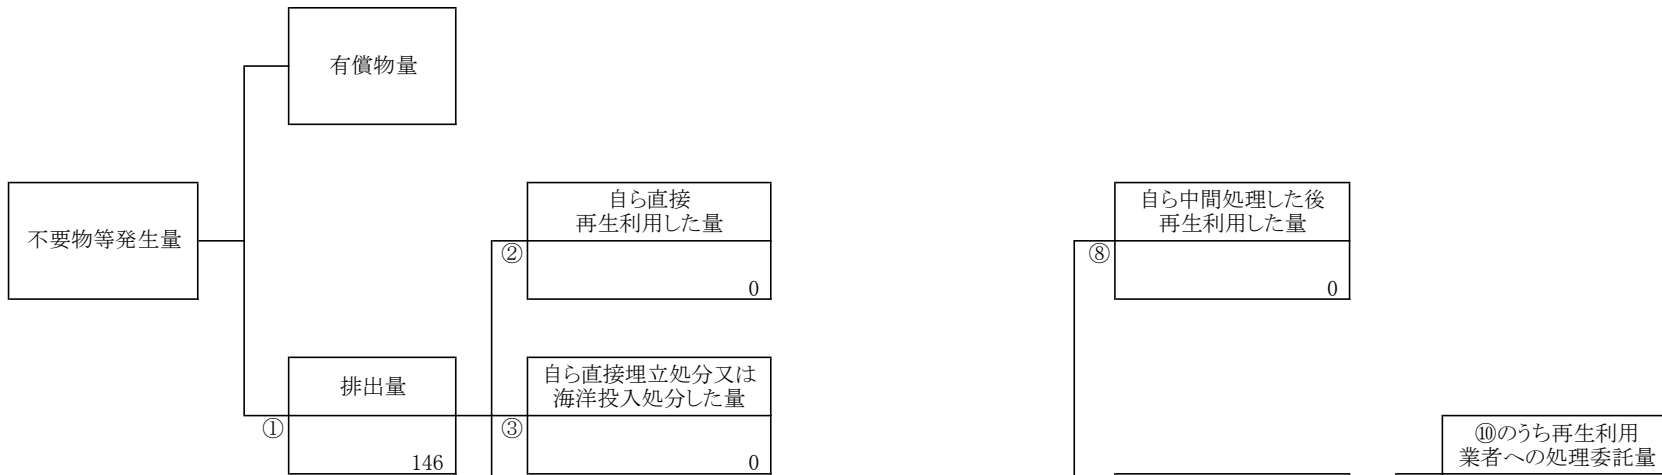 有償物量
不要物等発生量
自ら直接
再生利用した量
②
0
自ら中間処理した後
再生利用した量
⑧
0
排出量
①
146
自ら直接埋立処分又は
海洋投入処分した量
③
0
⑩のうち再生利用
業者への処理委託量